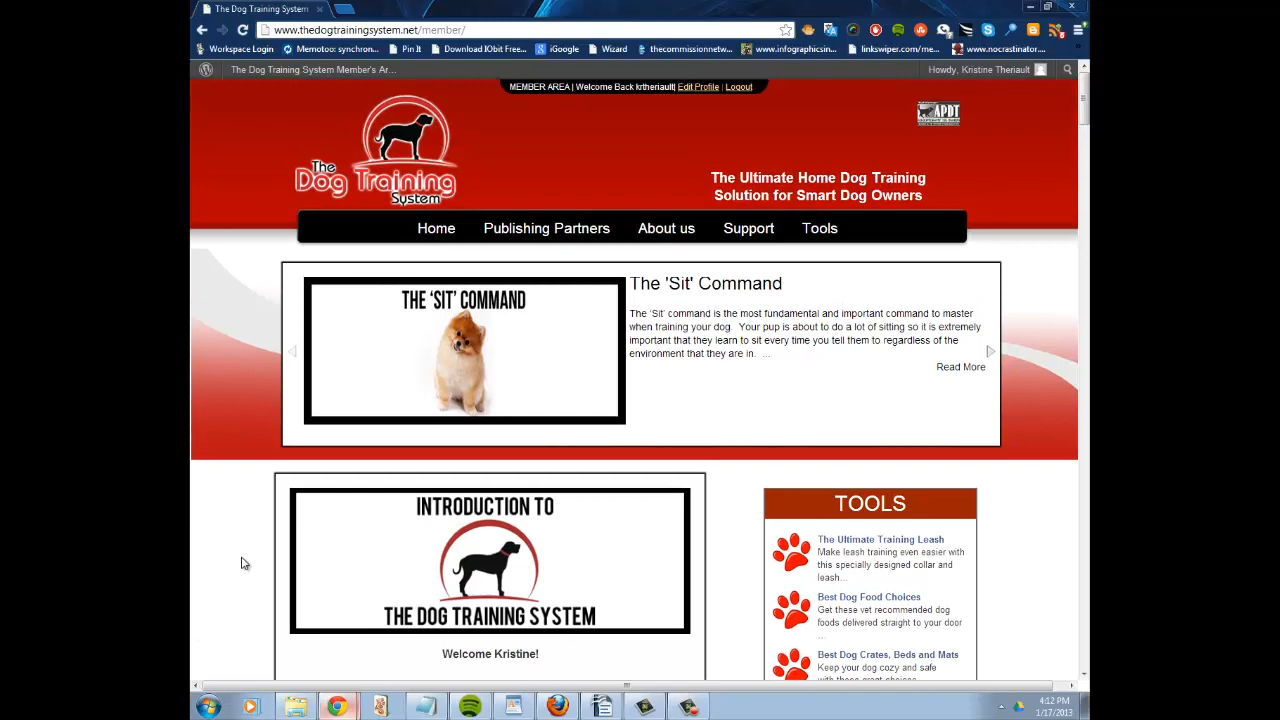 The Dog Training System
www.thedogtrainingsystem.net/member/
Workspace Login
Memotoo: synchron...
Pin It
Download IObit Free...
iGoogle
Wizard
thecommissionnetw...
www.infographicsin...
linkswiper.com/me...
www.nocrastinator....
The Dog Training System Member's Ar...
Howdy, Kristine Theriault
MEMBER AREA | Welcome Back krtheriault| Edit Profile | Logout
APDT
The
Dog Training
System
The Ultimate Home Dog Training
Solution for Smart Dog Owners
Home
Publishing Partners
About us
Support
Tools
THE 'SIT' COMMAND
The 'Sit' Command
The 'Sit' command is the most fundamental and important command to master
when training your dog. Your pup is about to do a lot of sitting so it is extremely
important that they learn to sit every time you tell them to regardless of the
environment that they are in. ...
Read More
INTRODUCTION TO
THE DOG TRAINING SYSTEM
Welcome Kristine!
TOOLS
The Ultimate Training Leash
Make leash training even easier with
this specially designed collar and
leash...
Best Dog Food Choices
Get these vet recommended dog
foods delivered straight to your door
...
Best Dog Crates, Beds and Mats
Keep your dog cozy and safe
with these great choices
4:12 PM
1/17/2013